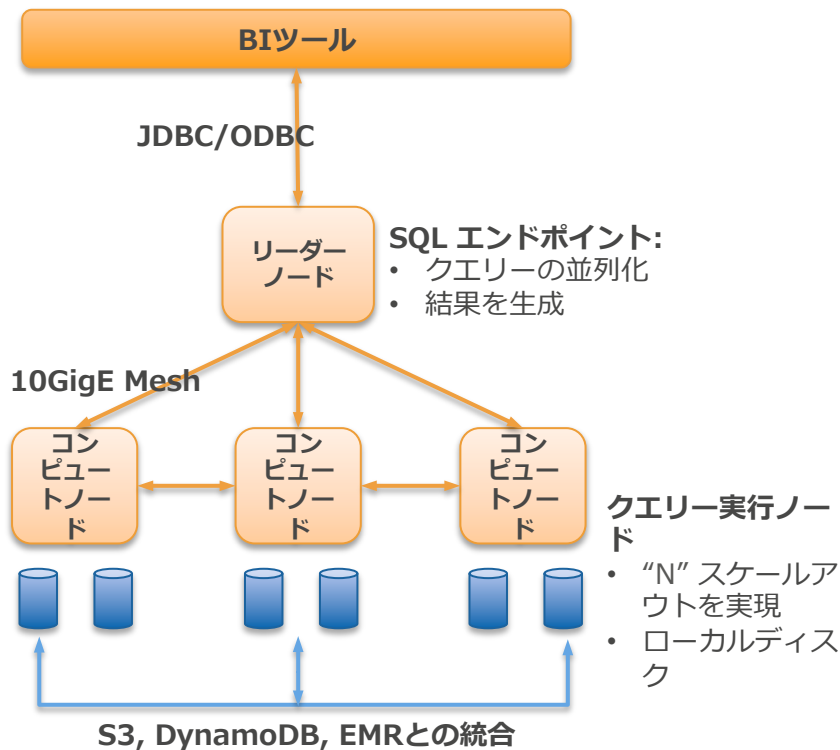 BIツール
JDBC/ODBC
リーダー
ノード
SQL エンドポイント:
• クエリーの並列化
• 結果を生成
10GigE Mesh
コン
ピュー
トノー
ド
コン
ピュー
トノー
ド
コン
ピュー
トノー
ド
クエリー実行ノー
ド
• “N” スケールア
ウトを実現
• ローカルディス
ク
S3, DynamoDB, EMRとの統合